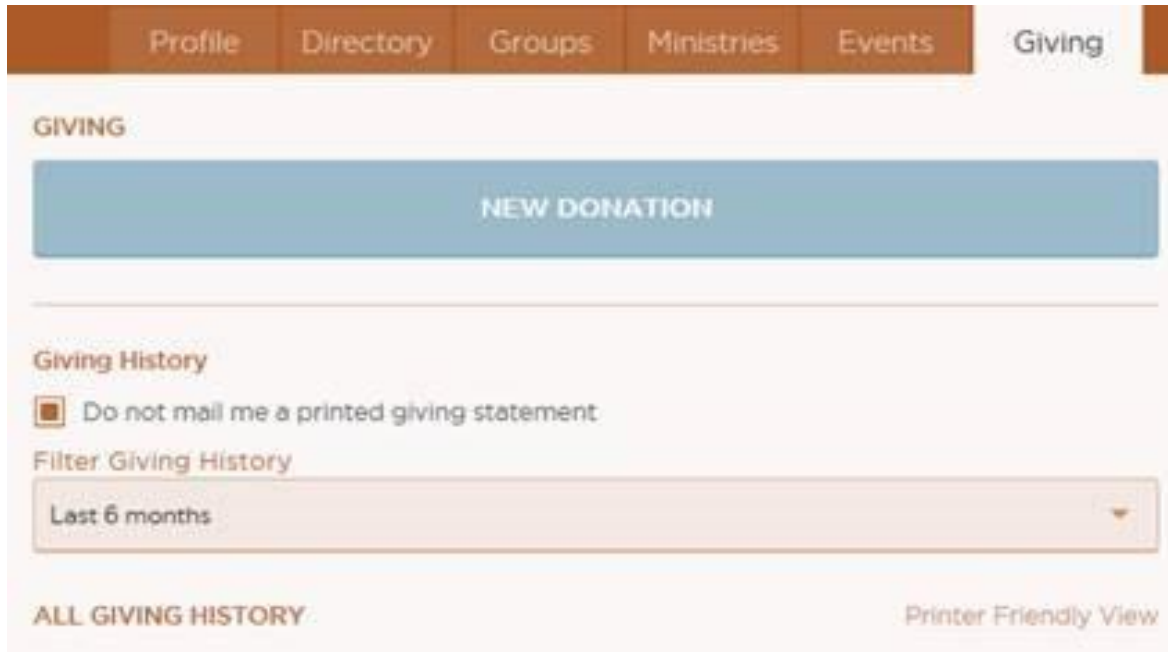 Profile Directory Groups Ministries Events Giving
GIVING
NEW DONATION
Giving History
Do not mail me a printed giving statement
Filter Giving History
Last 6 months
ALL GIVING HISTORY Printer Friendly View